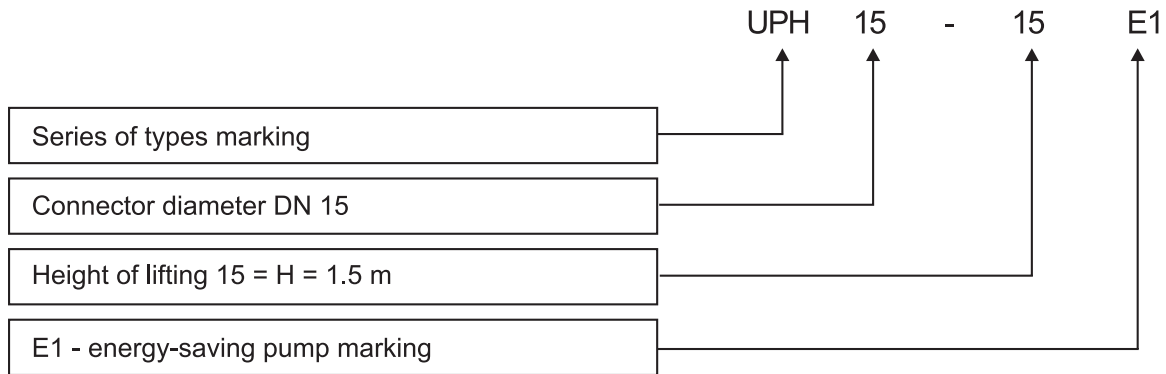 UPH 15 - 15 E1
Series of types marking
Connector diameter DN 15
Height of lifting 15 = H = 1.5 m
E1 - energy-saving pump marking